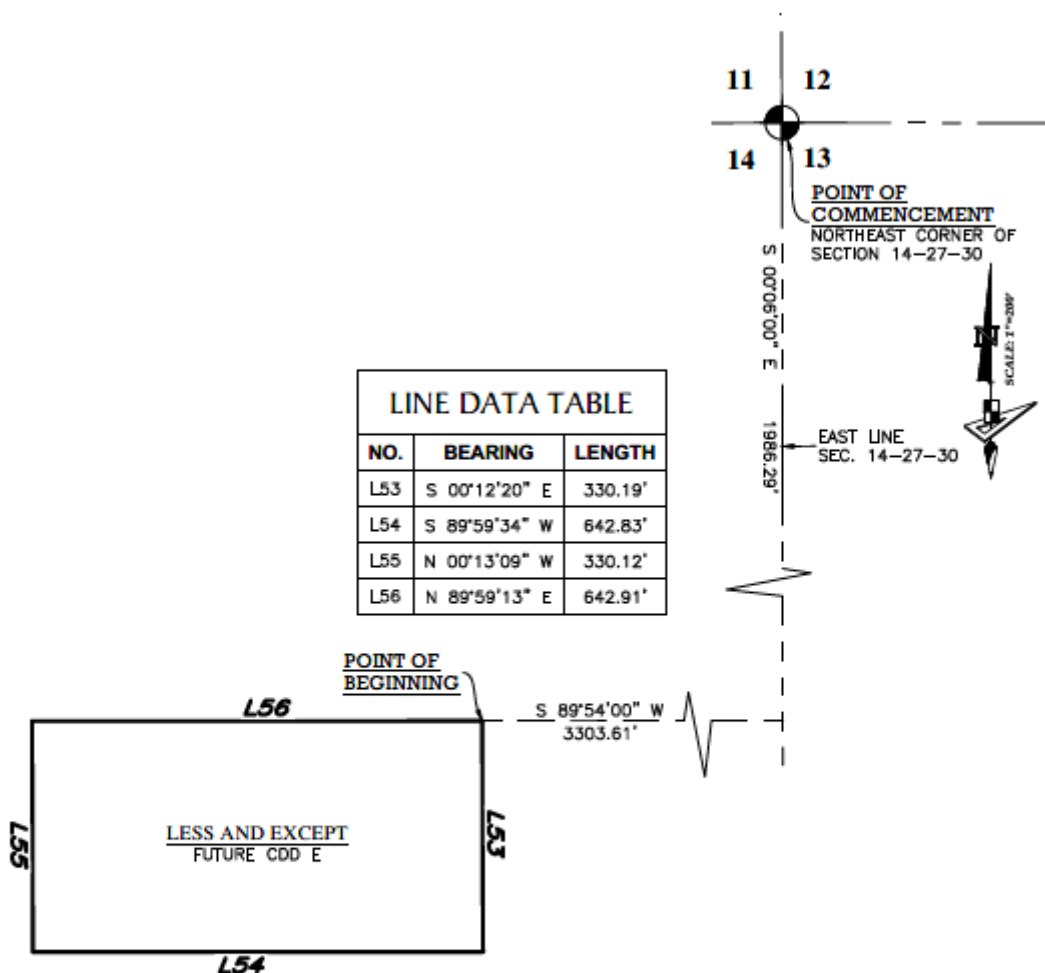 11 12
14 13
POINT OF
COMMENCEMENT
NORTHEAST CORNER OF
SECTION 14-27-30
S 00°06'00" E 1986.29'
N
SCALE: 1"=200'
EAST LINE
SEC. 14-27-30
LINE DATA TABLE
NO. BEARING LENGTH
L53 S 00°12'20" E 330.19'
L54 S 89°59'34" W 642.83'
L55 N 00°13'09" W 330.12'
L56 N 89°59'13" E 642.91'
POINT OF
BEGINNING
S 89°54'00" W
3303.61'
L56
L55
LESS AND EXCEPT
FUTURE CDD E
L53
L54